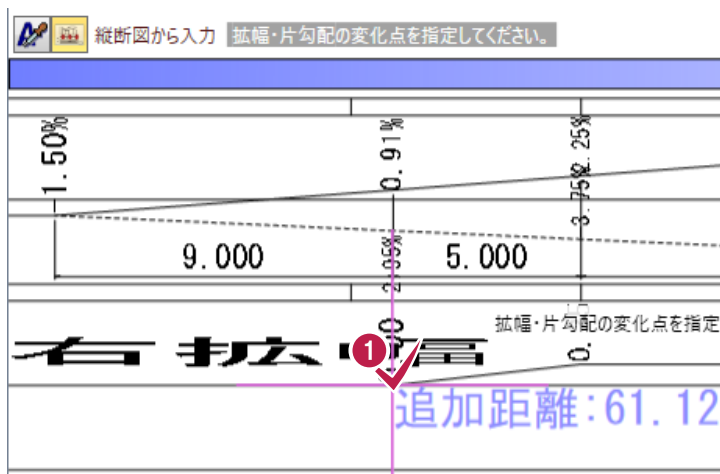 縦断図から入力 拡幅・片勾配の変化点を指定してください。
1.50%
0.91%
2.25%
3.75%
9.000
5.000
拡幅・片勾配の変化点を指定
右拡幅
1
0.
追加距離:61.12